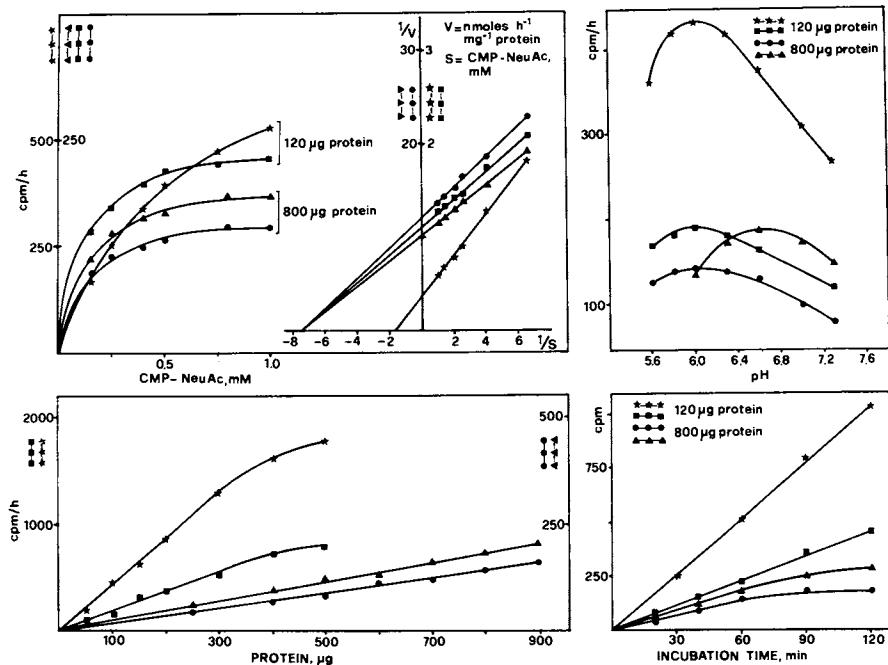 1/V
V=nmoles h⁻¹
mg⁻¹ protein
S= CMP-NeuAc,
mM
30 3
20 2
500 250
250
cpm/h
120 µg protein
800 µg protein
0.5 1.0
CMP-NeuAc,mM
-8 -6 -4 -2 2 4 6 1/S
cpm/h
300
100
120 µg protein
800 µg protein
5.6 6.0 6.4 6.8 7.2 7.6
pH
2000
1000
cpm/h
500
250
100 300 500 700 900
PROTEIN, µg
cpm
750
250
120 µg protein
800 µg protein
30 60 90 120
INCUBATION TIME, min